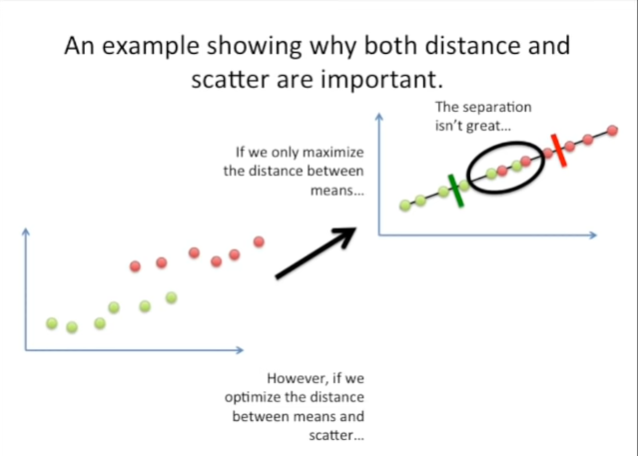 An example showing why both distance and
scatter are important.
The separation
isn't great...
If we only maximize
the distance between
means...
However, if we
optimize the distance
between means and
scatter...